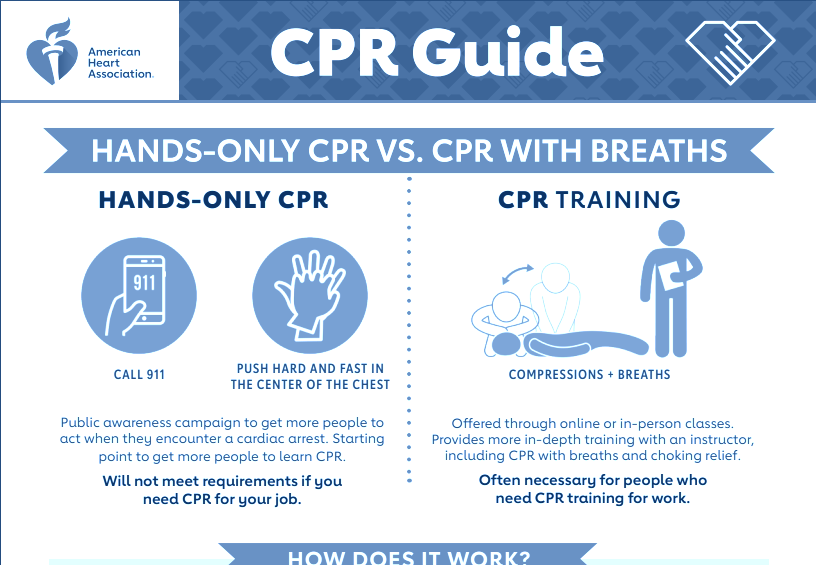 American
Heart
Association.
CPR Guide
HANDS-ONLY CPR VS. CPR WITH BREATHS
HANDS-ONLY CPR
911
CALL 911
PUSH HARD AND FAST IN
THE CENTER OF THE CHEST
Public awareness campaign to get more people to
act when they encounter a cardiac arrest. Starting
point to get more people to learn CPR.
Will not meet requirements if you
need CPR for your job.
CPR TRAINING
COMPRESSIONS + BREATHS
Offered through online or in-person classes.
Provides more in-depth training with an instructor,
including CPR with breaths and choking relief.
Often necessary for people who
need CPR training for work.
HOW DOES IT WORK?